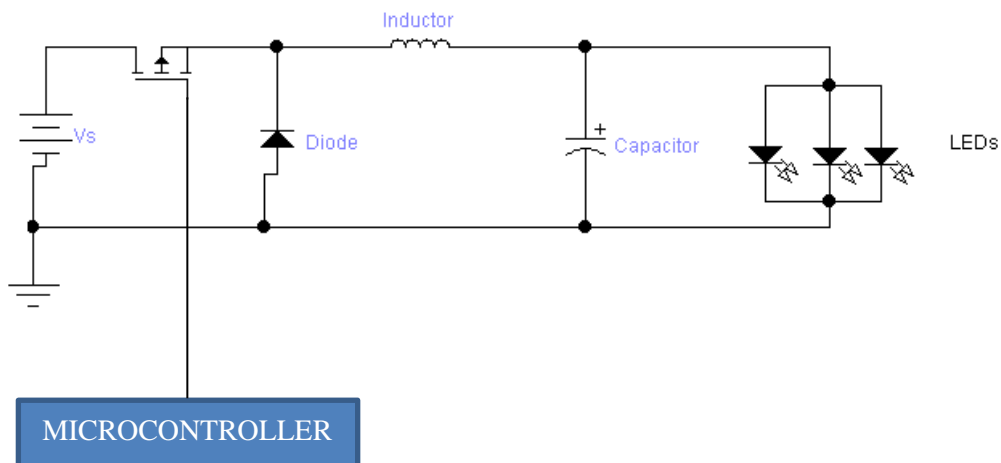 Inductor
Vs
Diode
+
Capacitor
LEDs
MICROCONTROLLER